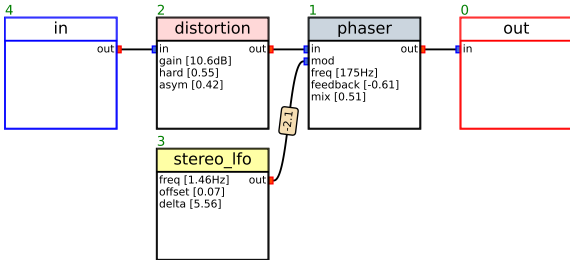 4
in
out
2
distortion
in
out
gain [10.6dB]
hard [0.55]
asym [0.42]
1
phaser
in
out
mod
freq [175Hz]
feedback [-0.61]
mix [0.51]
0
out
in
-2.1
3
stereo_lfo
freq [1.46Hz]
out
offset [0.07]
delta [5.56]